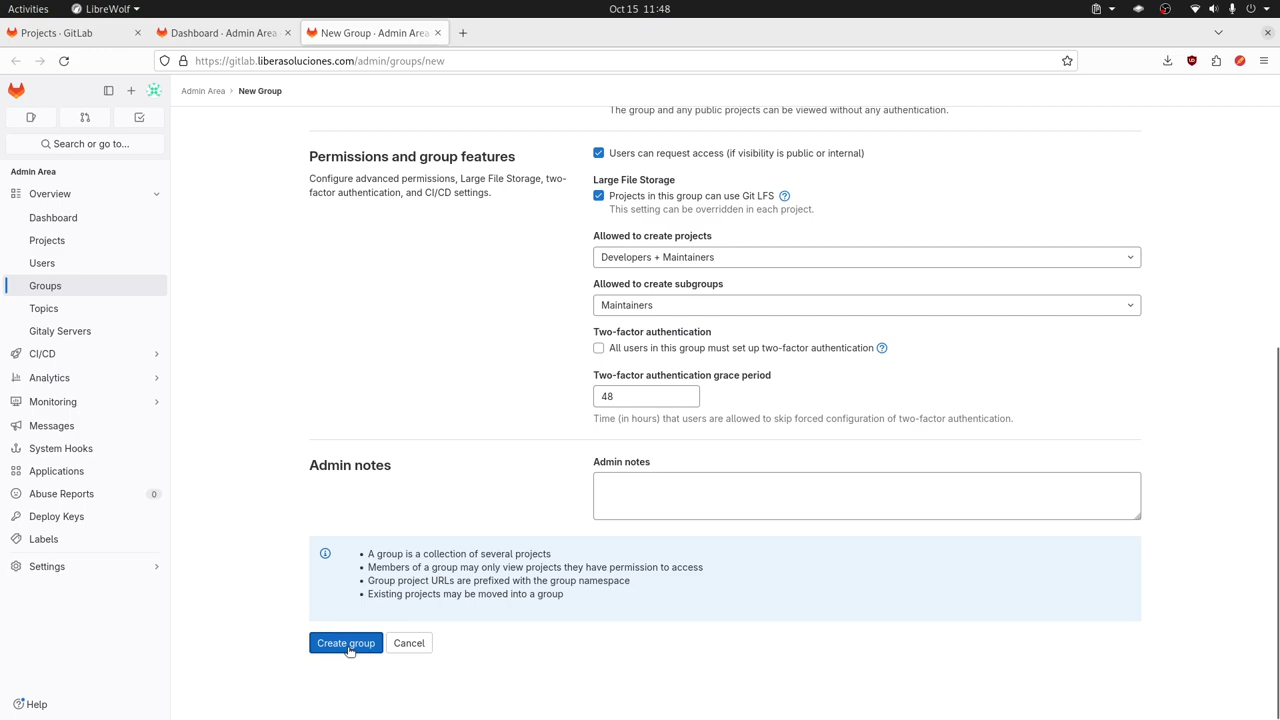 Activities
LibreWolf
Oct 15 11:48
Projects · GitLab
Dashboard · Admin Area
New Group · Admin Area
https://gitlab.liberasoluciones.com/admin/groups/new
Search or go to...
Admin Area
Overview
Dashboard
Projects
Users
Groups
Topics
Gitaly Servers
CI/CD
Analytics
Monitoring
Messages
System Hooks
Applications
Abuse Reports 0
Deploy Keys
Labels
Settings
Help
Admin Area › New Group
The group and any public projects can be viewed without any authentication.
Permissions and group features
Configure advanced permissions, Large File Storage, two-
factor authentication, and CI/CD settings.
Users can request access (if visibility is public or internal)
Large File Storage
Projects in this group can use Git LFS
This setting can be overridden in each project.
Allowed to create projects
Developers + Maintainers
Allowed to create subgroups
Maintainers
Two-factor authentication
All users in this group must set up two-factor authentication
Two-factor authentication grace period
48
Time (in hours) that users are allowed to skip forced configuration of two-factor authentication.
Admin notes
Admin notes
• A group is a collection of several projects
• Members of a group may only view projects they have permission to access
• Group project URLs are prefixed with the group namespace
• Existing projects may be moved into a group
Create group
Cancel